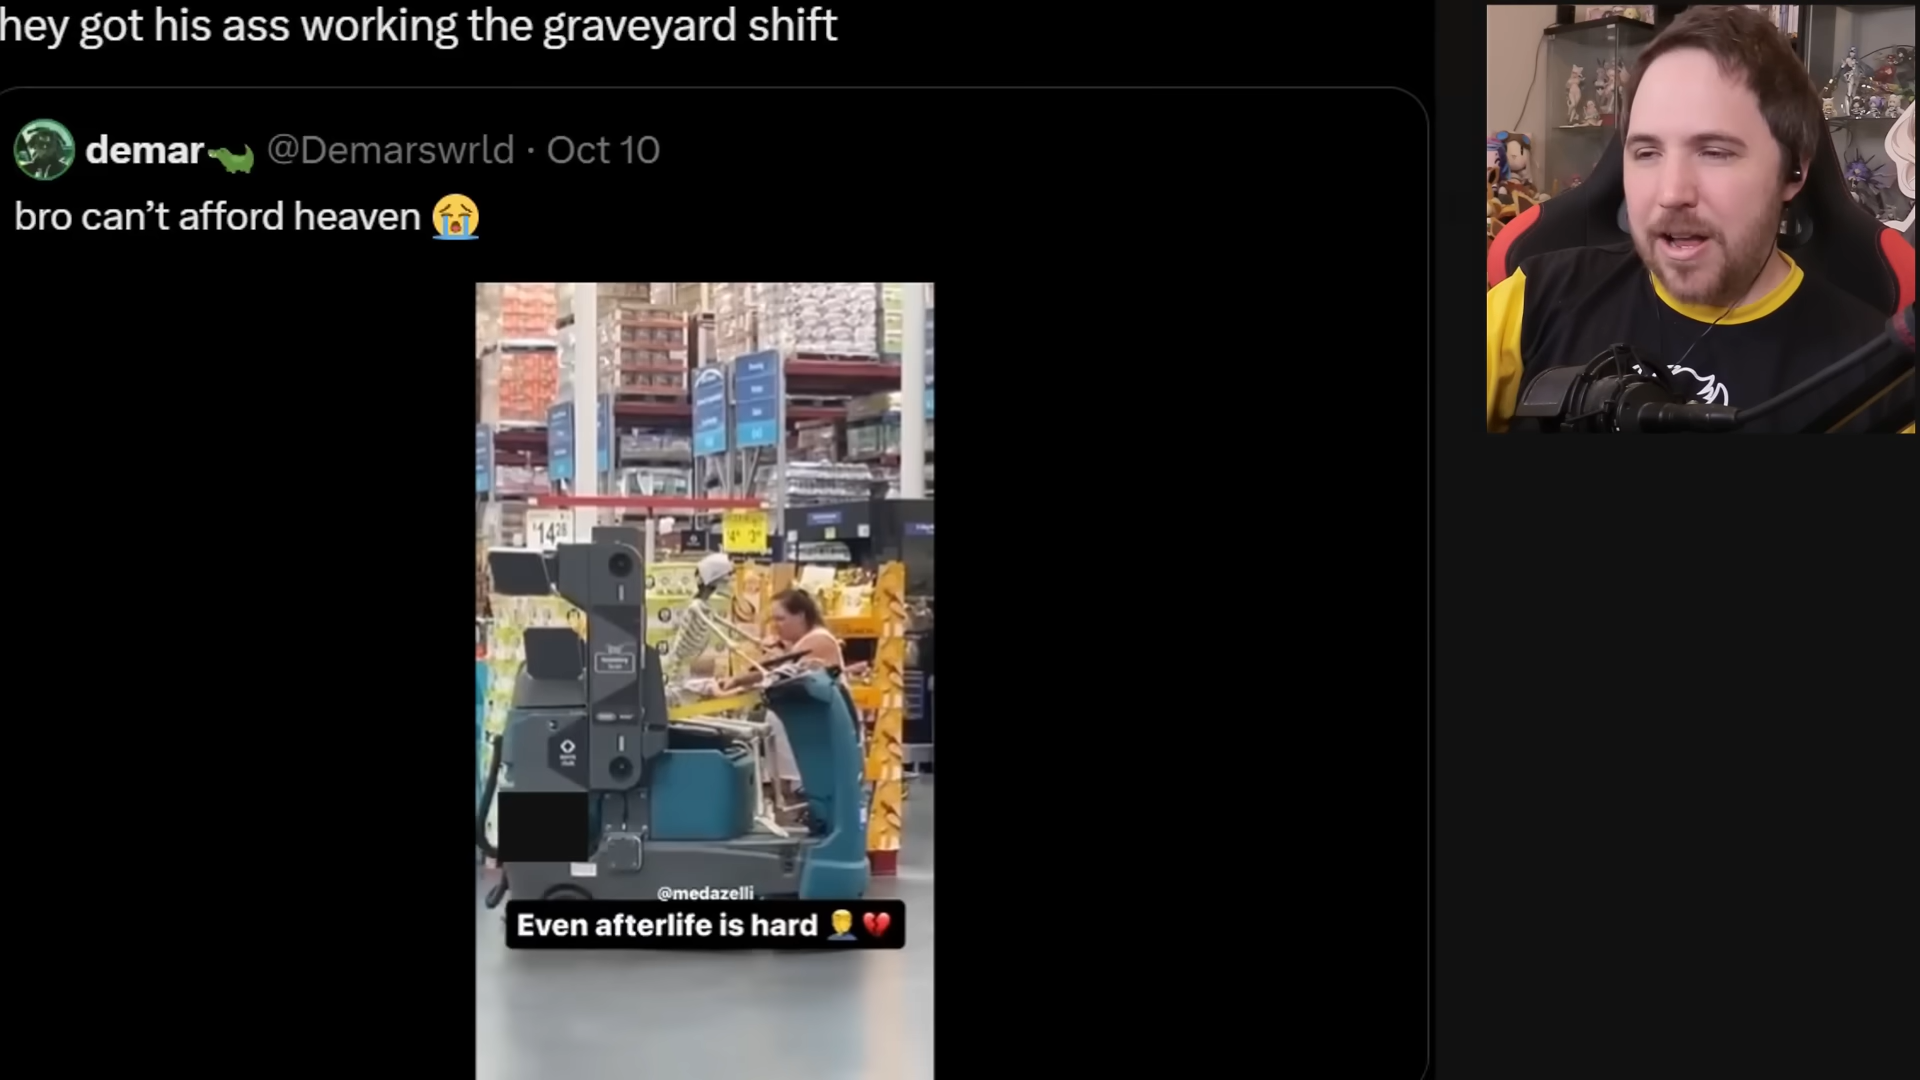 hey got his ass working the graveyard shift
demar🐊 @Demarswrld · Oct 10
bro can't afford heaven 😭
@medazelli
Even afterlife is hard 🤦‍♂️💔